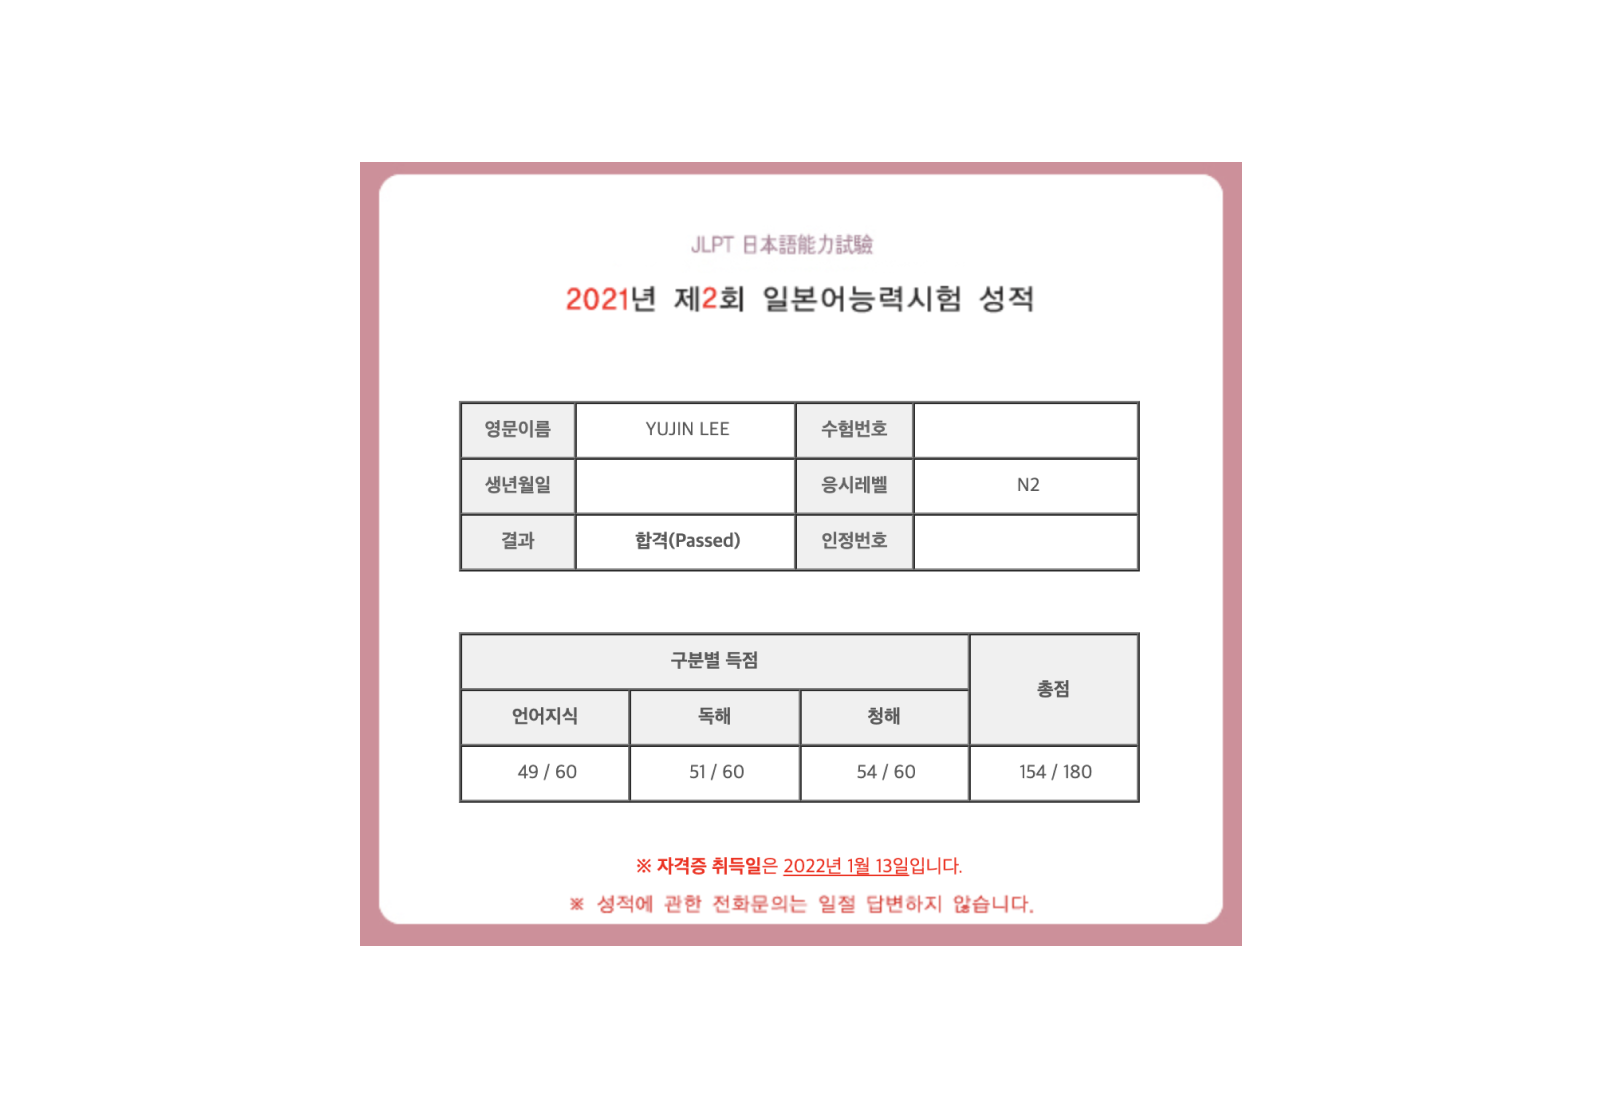 JLPT 日本語能力試驗
2021년 제2회 일본어능력시험 성적
영문이름 YUJIN LEE 수험번호
생년월일 응시레벨 N2
결과 합격(Passed) 인정번호
구분별 득점 총점
언어지식 독해 청해
49 / 60 51 / 60 54 / 60 154 / 180
※ 자격증 취득일은 2022년 1월 13일입니다.
※ 성적에 관한 전화문의는 일절 답변하지 않습니다.